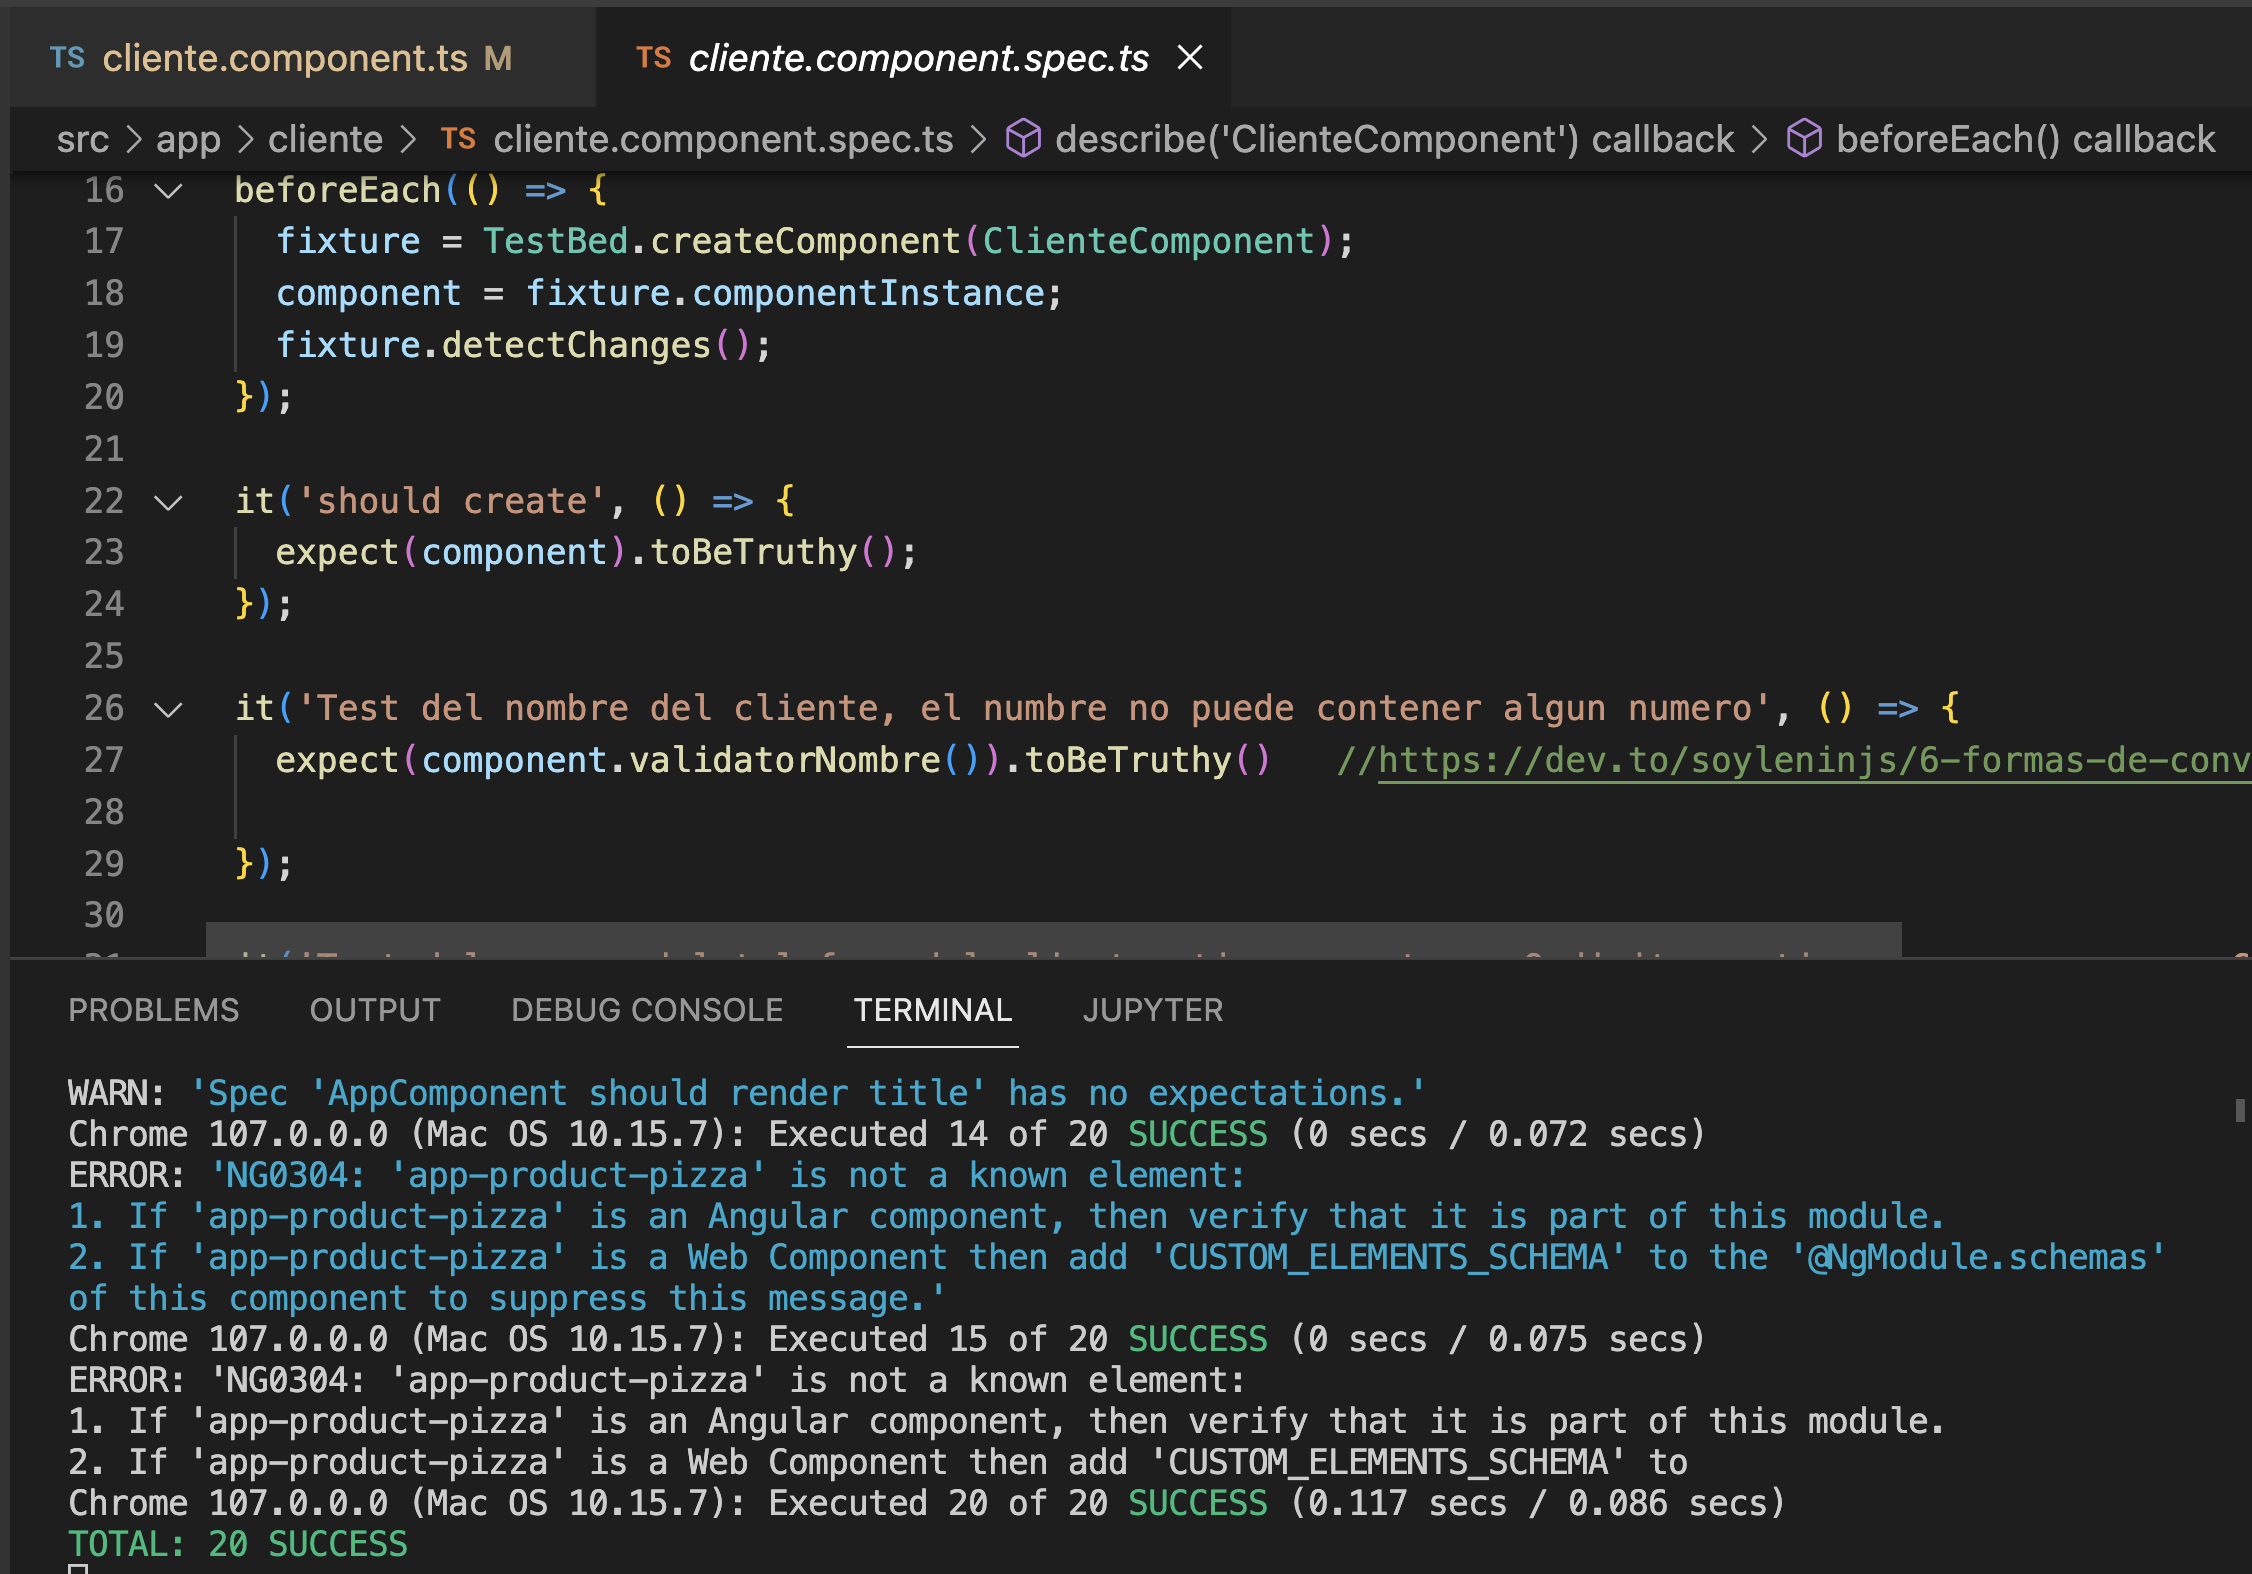 TS cliente.component.ts M TS cliente.component.spec.ts
src > app > cliente > TS cliente.component.spec.ts > describe('ClienteComponent') callback > beforeEach() callback
16 beforeEach(() => {
17 fixture = TestBed.createComponent(ClienteComponent);
18 component = fixture.componentInstance;
19 fixture.detectChanges();
20 });
21
22 it('should create', () => {
23 expect(component).toBeTruthy();
24 });
25
26 it('Test del nombre del cliente, el numbre no puede contener algun numero', () => {
27 expect(component.validatorNombre()).toBeTruthy() //https://dev.to/soyleninjs/6-formas-de-conv
28
29 });
30
PROBLEMS OUTPUT DEBUG CONSOLE TERMINAL JUPYTER
WARN: 'Spec 'AppComponent should render title' has no expectations.'
Chrome 107.0.0.0 (Mac OS 10.15.7): Executed 14 of 20 SUCCESS (0 secs / 0.072 secs)
ERROR: 'NG0304: 'app-product-pizza' is not a known element:
1. If 'app-product-pizza' is an Angular component, then verify that it is part of this module.
2. If 'app-product-pizza' is a Web Component then add 'CUSTOM_ELEMENTS_SCHEMA' to the '@NgModule.schemas'
of this component to suppress this message.'
Chrome 107.0.0.0 (Mac OS 10.15.7): Executed 15 of 20 SUCCESS (0 secs / 0.075 secs)
ERROR: 'NG0304: 'app-product-pizza' is not a known element:
1. If 'app-product-pizza' is an Angular component, then verify that it is part of this module.
2. If 'app-product-pizza' is a Web Component then add 'CUSTOM_ELEMENTS_SCHEMA' to
Chrome 107.0.0.0 (Mac OS 10.15.7): Executed 20 of 20 SUCCESS (0.117 secs / 0.086 secs)
TOTAL: 20 SUCCESS